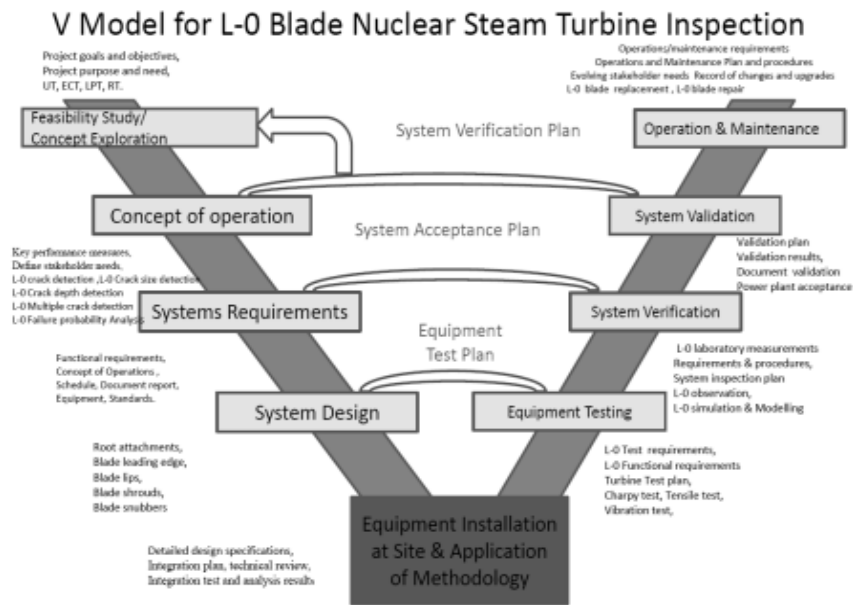 V Model for L-0 Blade Nuclear Steam Turbine Inspection
Project goals and objectives,
Project purpose and need,
UT, ECT, LPT, RT.
Operations/maintenance requirements
Operations and Maintenance Plan and procedures
Evolving stakeholder needs Record of changes and upgrades
L-0 blade replacement , L-0 blade repair
Feasibility Study/
Concept Exploration
System Verification Plan
Operation & Maintenance
Concept of operation
System Acceptance Plan
System Validation
Key performance measures,
Define stakeholder needs,
L-0 crack detection ,L-0 Crack size detection
L-0 Crack depth detection
L-0 Multiple crack detection
L-0 Failure probability Analysis
Validation plan
Validation results,
Document validation
Power plant acceptance
Systems Requirements
Equipment
Test Plan
System Verification
Functional requirements,
Concept of Operations ,
Schedule, Document report,
Equipment, Standards.
L-0 laboratory measurements
Requirements & procedures,
System inspection plan
L-0 observation,
L-0 simulation & Modelling
System Design
Equipment Testing
Root attachments,
Blade leading edge,
Blade lips,
Blade shrouds,
Blade snubbers
L-0 Test requirements,
L-0 Functional requirements
Turbine Test plan,
Charpy test, Tensile test,
Vibration test,
Equipment Installation
at Site & Application
of Methodology
Detailed design specifications,
Integration plan, technical review,
Integration test and analysis results